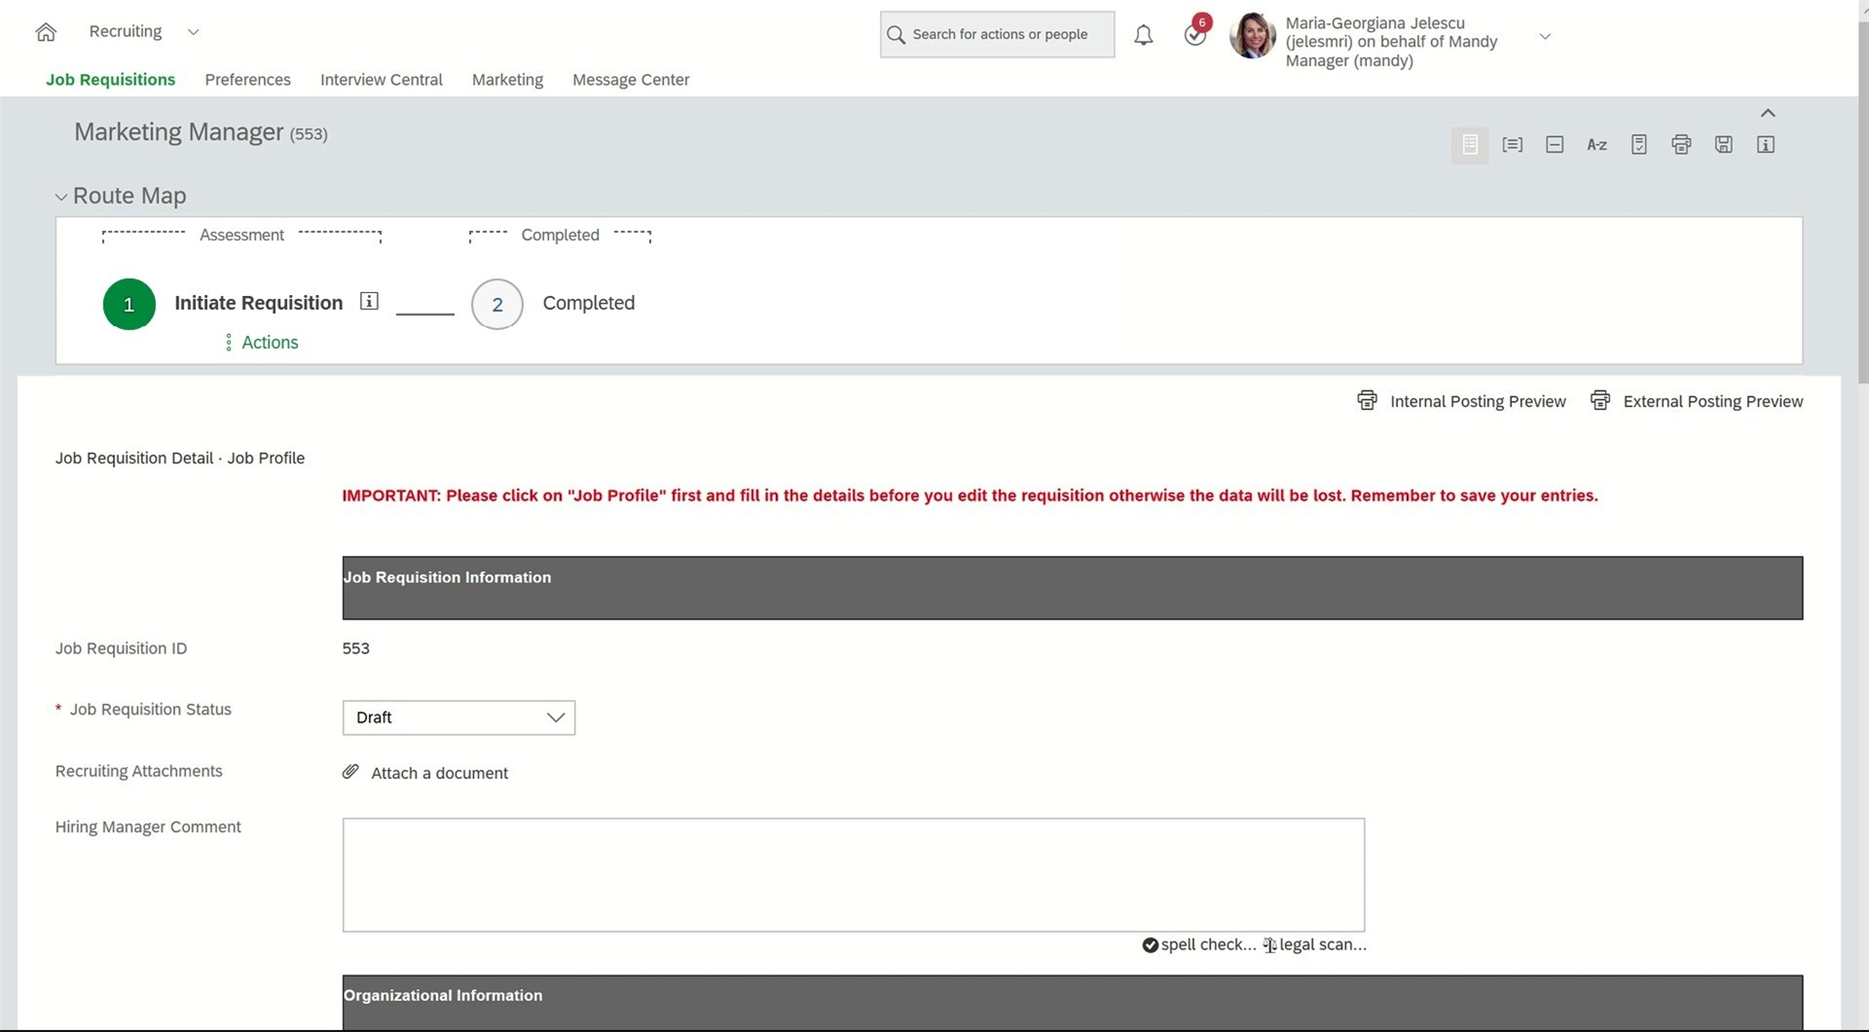 Recruiting
Search for actions or people
6
Maria-Georgiana Jelescu
(jelesmri) on behalf of Mandy
Manager (mandy)
Job Requisitions Preferences Interview Central Marketing Message Center
Marketing Manager (553)
A-z
Route Map
Assessment Completed
1 Initiate Requisition 2 Completed
Actions
Internal Posting Preview External Posting Preview
Job Requisition Detail · Job Profile
IMPORTANT: Please click on "Job Profile" first and fill in the details before you edit the requisition otherwise the data will be lost. Remember to save your entries.
Job Requisition Information
Job Requisition ID 553
* Job Requisition Status Draft
Recruiting Attachments Attach a document
Hiring Manager Comment
spell check... legal scan...
Organizational Information